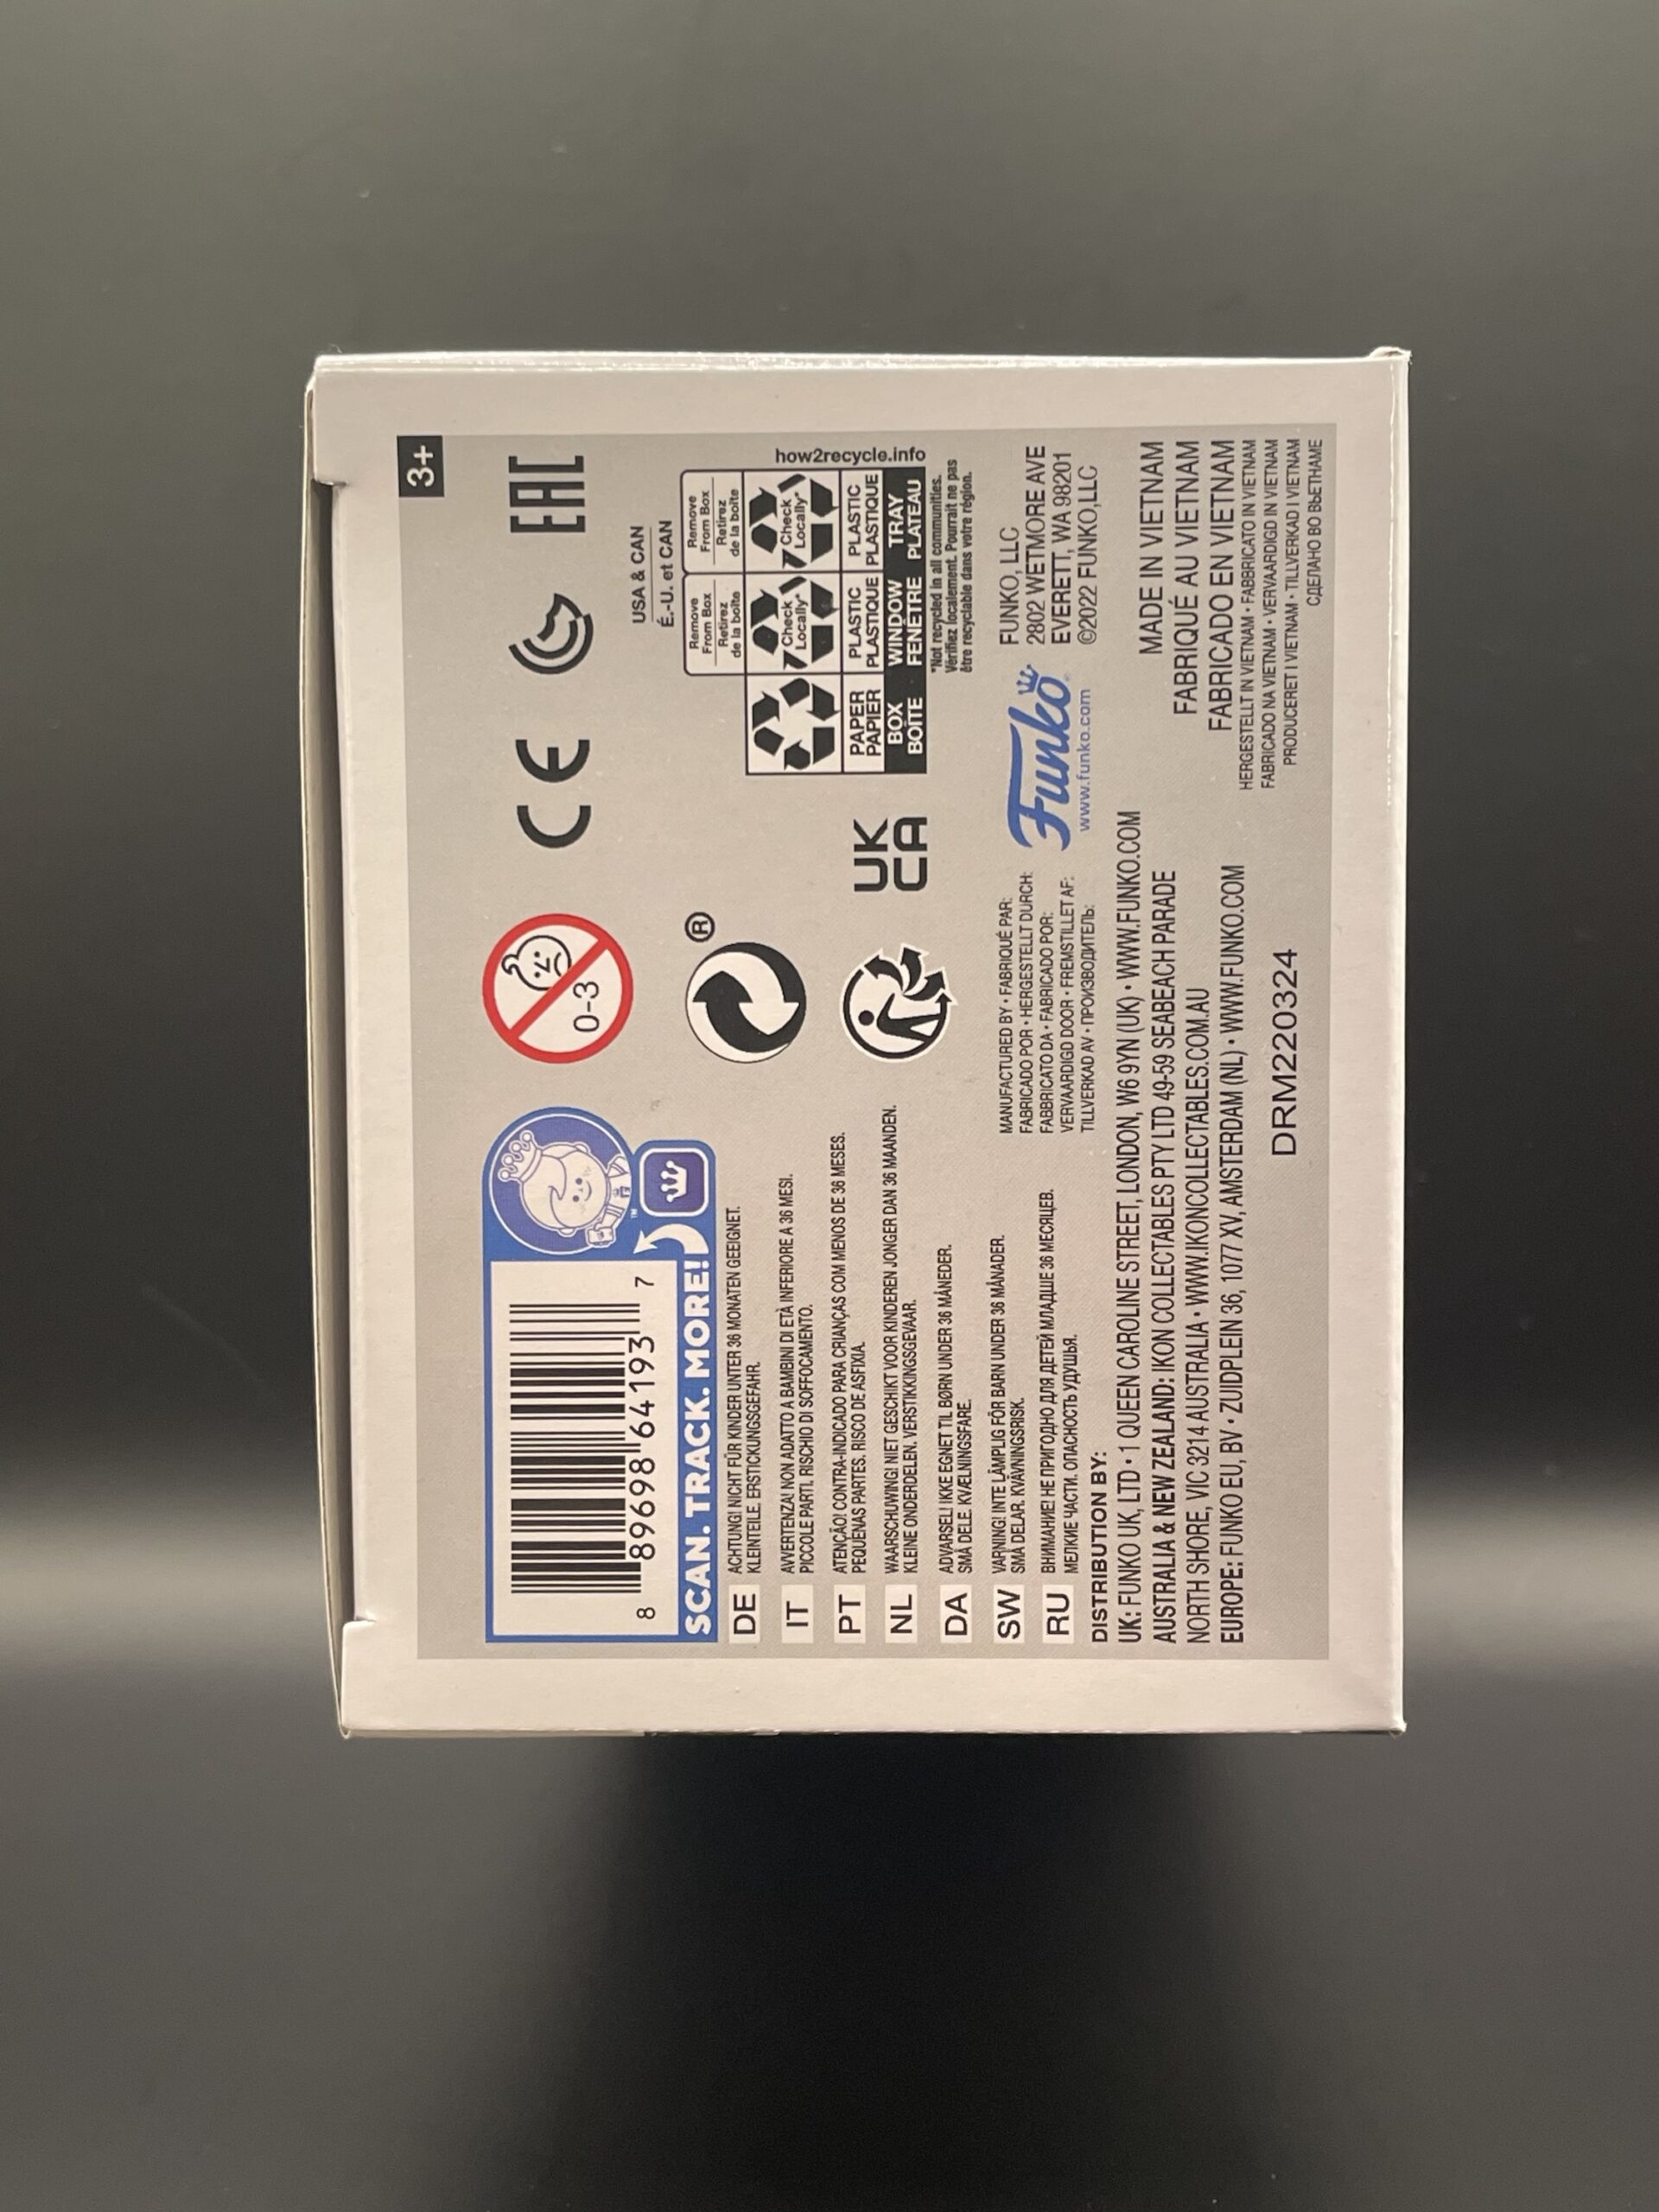 3+
8 89698 64193 7
SCAN. TRACK. MORE!
™
0-3
CE
EAC
®
UK
CA
USA & CAN
É.-U. et CAN
Remove
From Box
Retirez
de la boîte
Remove
From Box
Retirez
de la boîte
Check
Locally*
Check
Locally*
PAPER
PAPIER
PLASTIC
PLASTIQUE
PLASTIC
PLASTIQUE
BOX
BOÎTE
WINDOW
FENÊTRE
TRAY
PLATEAU
how2recycle.info
*Not recycled in all communities.
Vérifiez localement. Pourrait ne pas
être recyclable dans votre région.
DE ACHTUNG! NICHT FÜR KINDER UNTER 36 MONATEN GEEIGNET.
KLEINTEILE. ERSTICKUNGSGEFAHR.
IT AVVERTENZA! NON ADATTO A BAMBINI DI ETÀ INFERIORE A 36 MESI.
PICCOLE PARTI. RISCHIO DI SOFFOCAMENTO.
PT ATENÇÃO! CONTRA-INDICADO PARA CRIANÇAS COM MENOS DE 36 MESES.
PEQUENAS PARTES. RISCO DE ASFIXIA.
NL WAARSCHUWING! NIET GESCHIKT VOOR KINDEREN JONGER DAN 36 MAANDEN.
KLEINE ONDERDELEN. VERSTIKKINGSGEVAAR.
DA ADVARSEL! IKKE EGNET TIL BØRN UNDER 36 MÅNEDER.
SMÅ DELE. KVÆLNINGSFARE.
SW VARNING! INTE LÄMPLIG FÖR BARN UNDER 36 MÅNADER.
SMÅ DELAR. KVÄVNINGSRISK.
RU ВНИМАНИЕ! НЕ ПРИГОДНО ДЛЯ ДЕТЕЙ МЛАДШЕ 36 МЕСЯЦЕВ.
МЕЛКИЕ ЧАСТИ. ОПАСНОСТЬ УДУШЬЯ.
MANUFACTURED BY • FABRIQUÉ PAR:
FABRICADO POR • HERGESTELLT DURCH:
FABBRICATO DA • FABRICADO POR:
VERVAARDIGD DOOR • FREMSTILLET AF:
TILLVERKAD AV • ПРОИЗВОДИТЕЛЬ:
Funko
www.funko.com
FUNKO, LLC
2802 WETMORE AVE
EVERETT, WA 98201
©2022 FUNKO,LLC
DISTRIBUTION BY:
UK: FUNKO UK, LTD • 1 QUEEN CAROLINE STREET, LONDON, W6 9YN (UK) • WWW.FUNKO.COM
AUSTRALIA & NEW ZEALAND: IKON COLLECTABLES PTY LTD 49-59 SEABEACH PARADE
NORTH SHORE, VIC 3214 AUSTRALIA • WWW.IKONCOLLECTABLES.COM.AU
EUROPE: FUNKO EU, BV • ZUIDPLEIN 36, 1077 XV, AMSTERDAM (NL) • WWW.FUNKO.COM
DRM220324
MADE IN VIETNAM
FABRIQUÉ AU VIETNAM
FABRICADO EN VIETNAM
HERGESTELLT IN VIETNAM • FABBRICATO IN VIETNAM
FABRICADO NA VIETNAM • VERVAARDIGD IN VIETNAM
PRODUCERET I VIETNAM • TILLVERKAD I VIETNAM
СДЕЛАНО ВО ВЬЕТНАМЕ